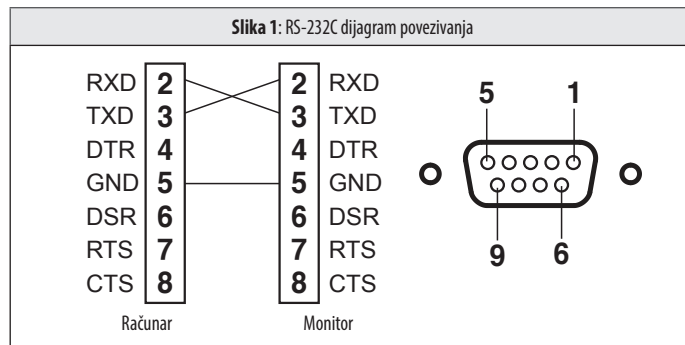 Slika 1: RS-232C dijagram povezivanja
RXD 2 2 RXD
TXD 3 3 TXD
DTR 4 4 DTR
GND 5 5 GND
DSR 6 6 DSR
RTS 7 7 RTS
CTS 8 8 CTS
Računar Monitor
5 1
9 6